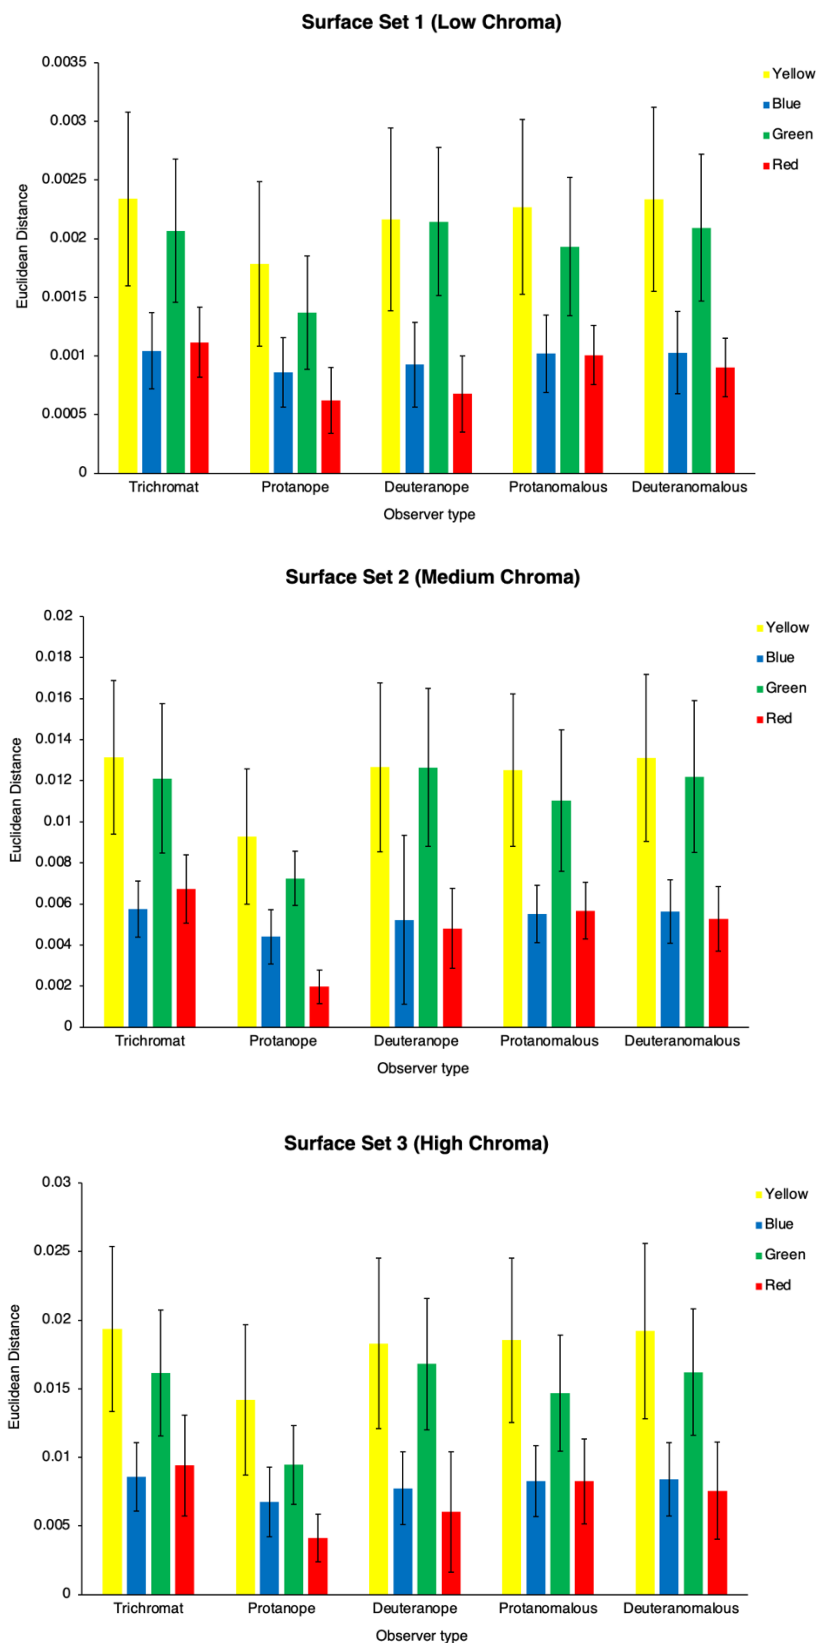 Surface Set 1 (Low Chroma)
0.0035
0.003
0.0025
0.002
0.0015
0.001
0.0005
0
Euclidean Distance
Yellow
Blue
Green
Red
Trichromat Protanope Deuteranope Protanomalous Deuteranomalous
Observer type
Surface Set 2 (Medium Chroma)
0.02
0.018
0.016
0.014
0.012
0.01
0.008
0.006
0.004
0.002
0
Euclidean Distance
Yellow
Blue
Green
Red
Trichromat Protanope Deuteranope Protanomalous Deuteranomalous
Observer type
Surface Set 3 (High Chroma)
0.03
0.025
0.02
0.015
0.010
0.005
0
Euclidean Distance
Yellow
Blue
Green
Red
Trichromat Protanope Deuteranope Protanomalous Deuteranomalous
Observer type